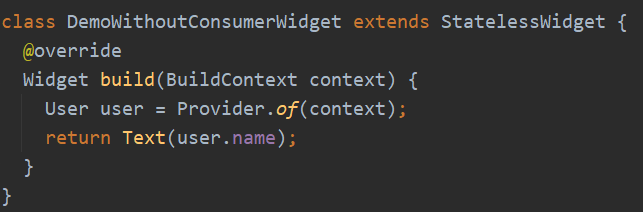 class DemoWithoutConsumerWidget extends StatelessWidget {
  @override
  Widget build(BuildContext context) {
    User user = Provider.of(context);
    return Text(user.name);
  }
}